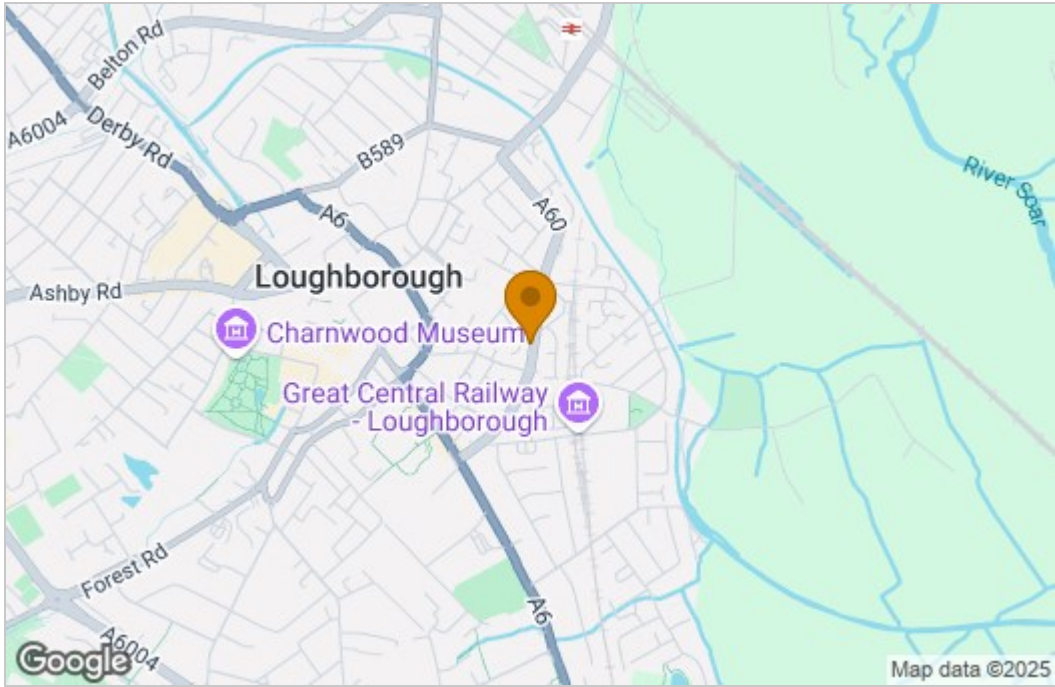 Belton Rd
A6004
Derby Rd
B589
A60
River Soar
A6
Loughborough
Ashby Rd
Charnwood Museum
Great Central Railway
- Loughborough
Forest Rd
A6
A6004
Google
Map data ©2025